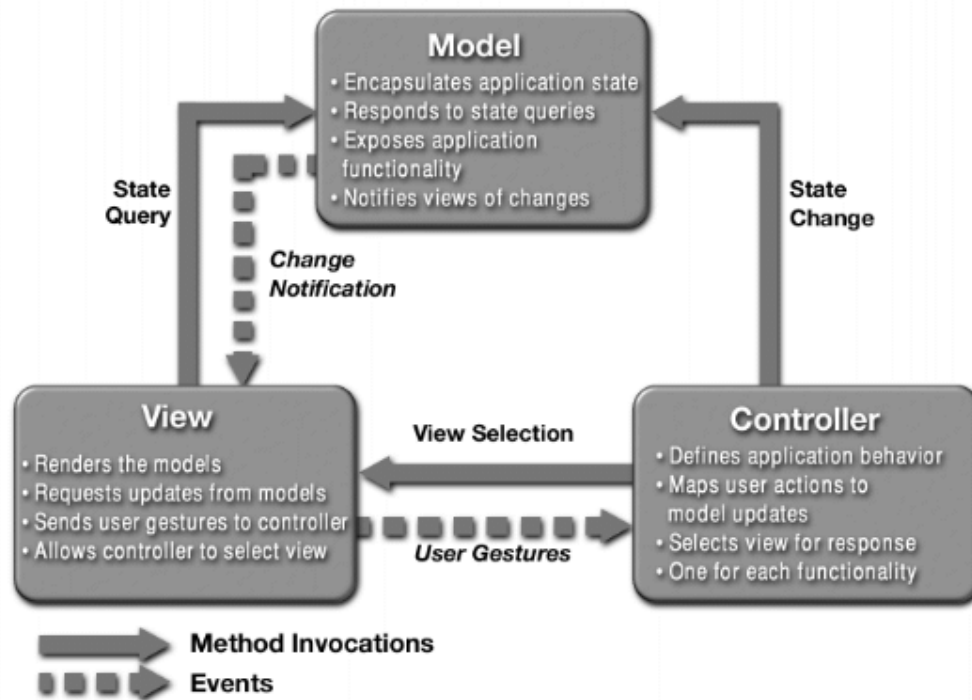 Model
• Encapsulates application state
• Responds to state queries
• Exposes application
functionality
• Notifies views of changes
State
Query
State
Change
Change
Notification
View
• Renders the models
• Requests updates from models
• Sends user gestures to controller
• Allows controller to select view
View Selection
User Gestures
Controller
• Defines application behavior
• Maps user actions to
model updates
• Selects view for response
• One for each functionality
Method Invocations
Events